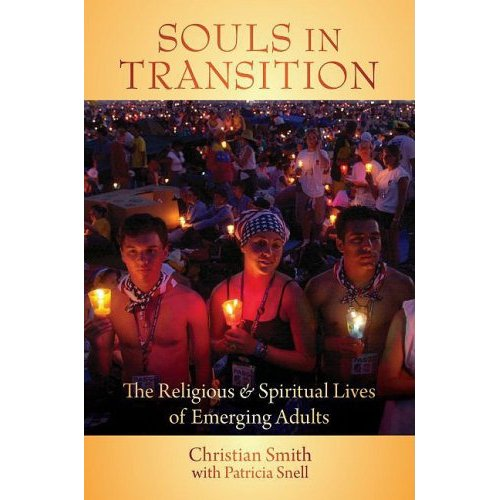 SOULS IN
TRANSITION
The Religious & Spiritual Lives
of Emerging Adults
Christian Smith
with Patricia Snell